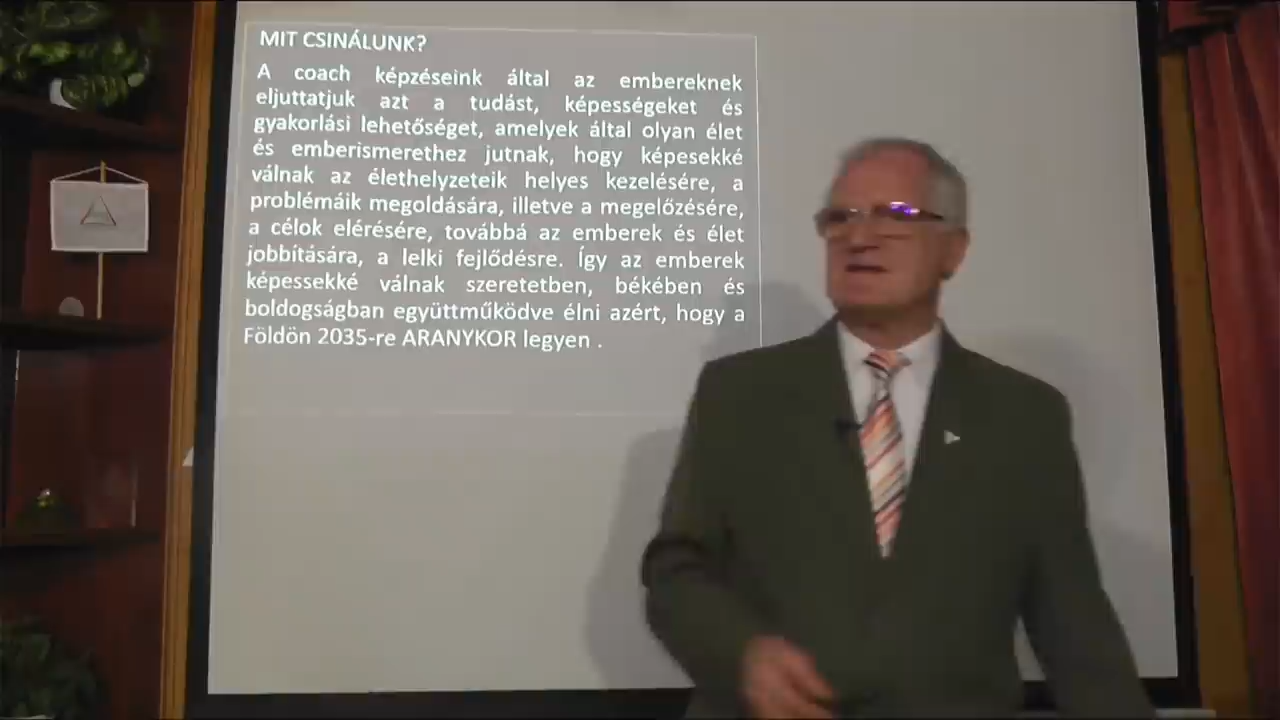 MIT CSINÁLUNK?
A coach képzéseink által az embereknek
eljuttatjuk azt a tudást, képességeket és
gyakorlási lehetőséget, amelyek által olyan élet
és emberismerethez jutnak, hogy képesekké
válnak az élethelyzeteik helyes kezelésére, a
problémáik megoldására, illetve a megelőzésére,
a célok elérésére, továbbá az emberek és élet
jobbítására, a lelki fejlődésre. Így az emberek
képessekké válnak szeretetben, békében és
boldogságban együttműködve élni azért, hogy a
Földön 2035-re ARANYKOR legyen .